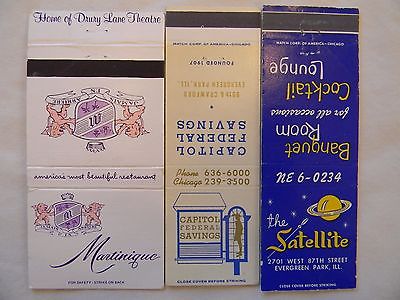 Home of Drury Lane Theatre
america's most beautiful restaurant
Martinique
FOR SAFETY - STRIKE ON BACK
MATCH CORP. OF AMERICA-CHICAGO
CAPITOL
FEDERAL
SAVINGS
95TH & CRAWFORD
EVERGREEN PARK, ILL.
FOUNDED 1907
Phone 636-6000
Chicago 239-3500
CAPITOL
FEDERAL
SAVINGS
CLOSE COVER BEFORE STRIKING
MATCH CORP. OF AMERICA-CHICAGO
Banquet
Room
for all occasions
Cocktail
Lounge
NE 6-0234
the
Satellite
2701 WEST 87TH STREET
EVERGREEN PARK, ILL.
CLOSE COVER BEFORE STRIKING